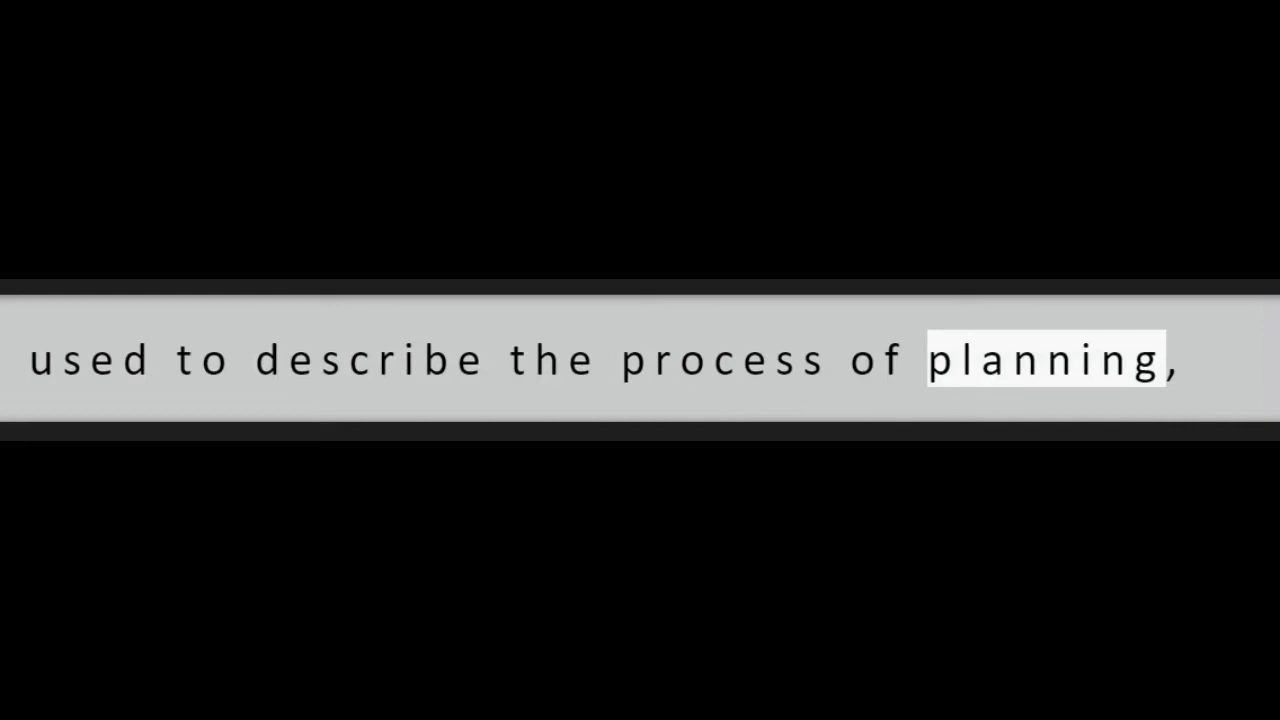 used to describe the process of planning,